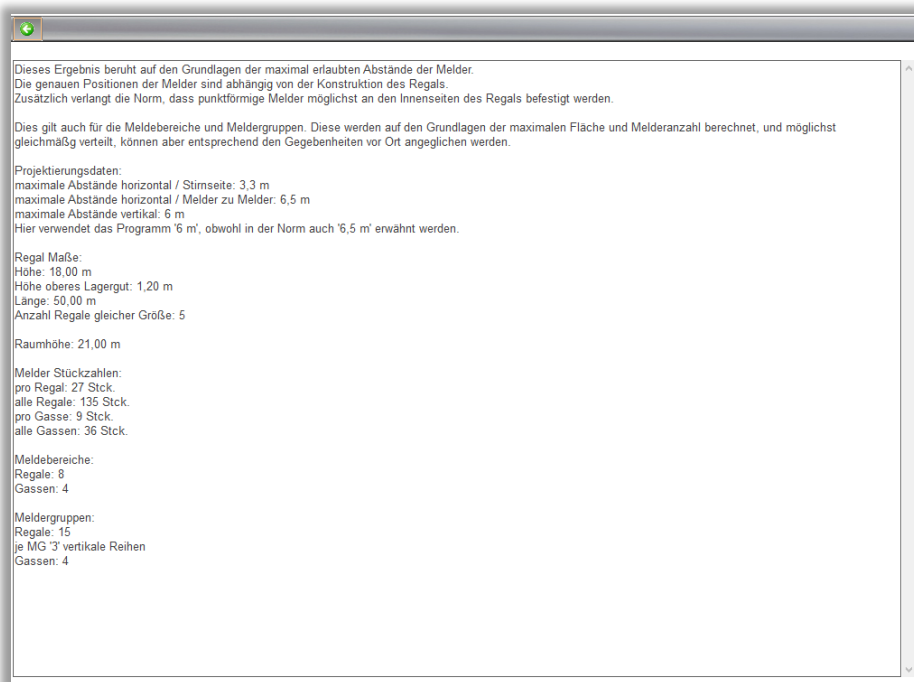 Dieses Ergebnis beruht auf den Grundlagen der maximal erlaubten Abstände der Melder.
Die genauen Positionen der Melder sind abhängig von der Konstruktion des Regals.
Zusätzlich verlangt die Norm, dass punktförmige Melder möglichst an den Innenseiten des Regals befestigt werden.
Dies gilt auch für die Meldebereiche und Meldergruppen. Diese werden auf den Grundlagen der maximalen Fläche und Melderanzahl berechnet, und möglichst
gleichmäßg verteilt, können aber entsprechend den Gegebenheiten vor Ort angeglichen werden.
Projektierungsdaten:
maximale Abstände horizontal / Stirnseite: 3,3 m
maximale Abstände horizontal / Melder zu Melder: 6,5 m
maximale Abstände vertikal: 6 m
Hier verwendet das Programm '6 m', obwohl in der Norm auch '6,5 m' erwähnt werden.
Regal Maße:
Höhe: 18,00 m
Höhe oberes Lagergut: 1,20 m
Länge: 50,00 m
Anzahl Regale gleicher Größe: 5
Raumhöhe: 21,00 m
Melder Stückzahlen:
pro Regal: 27 Stck.
alle Regale: 135 Stck.
pro Gasse: 9 Stck.
alle Gassen: 36 Stck.
Meldebereiche:
Regale: 8
Gassen: 4
Meldergruppen:
Regale: 15
je MG '3' vertikale Reihen
Gassen: 4